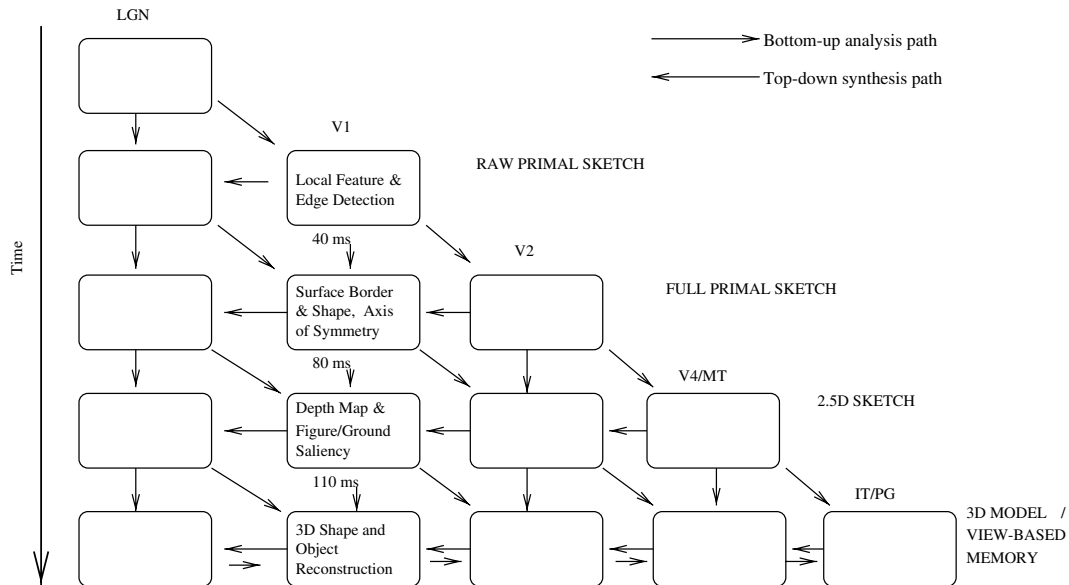 LGN
Bottom-up analysis path
Top-down synthesis path
V1
RAW PRIMAL SKETCH
Local Feature &
Edge Detection
40 ms
V2
Time
FULL PRIMAL SKETCH
Surface Border
& Shape, Axis
of Symmetry
80 ms
V4/MT
2.5D SKETCH
Depth Map &
Figure/Ground
Saliency
110 ms
IT/PG
3D Shape and
Object
Reconstruction
3D MODEL /
VIEW-BASED
MEMORY